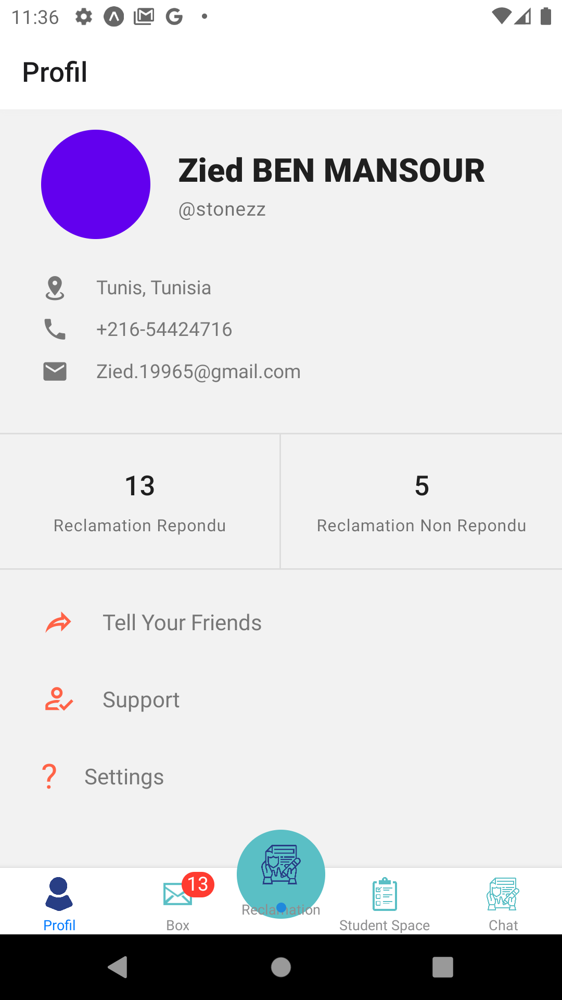 11:36
Profil
Zied BEN MANSOUR
@stonezz
Tunis, Tunisia
+216-54424716
Zied.19965@gmail.com
13
5
Reclamation Repondu
Reclamation Non Repondu
Tell Your Friends
Support
? Settings
13
Profil
Box
Reclamation
Student Space
Chat